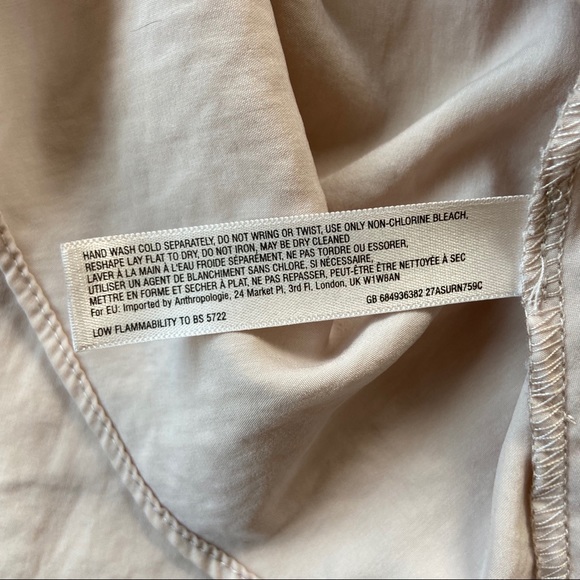 HAND WASH COLD SEPARATELY, DO NOT WRING OR TWIST, USE ONLY NON-CHLORINE BLEACH,
RESHAPE LAY FLAT TO DRY, DO NOT IRON, MAY BE DRY CLEANED
LAVER À LA MAIN À L'EAU FROIDE SÉPARÉMENT, NE PAS TORDRE OU ESSORER,
UTILISER UN AGENT DE BLANCHIMENT SANS CHLORE, SI NÉCESSAIRE,
METTRE EN FORME ET SÉCHER À PLAT, NE PAS REPASSER, PEUT-ÊTRE ÊTRE NETTOYÉE À SEC
For EU: Imported by Anthropologie, 24 Market Pl, 3rd Fl, London, UK W1W8AN
GB 684936382 27ASURN759C
LOW FLAMMABILITY TO BS 5722